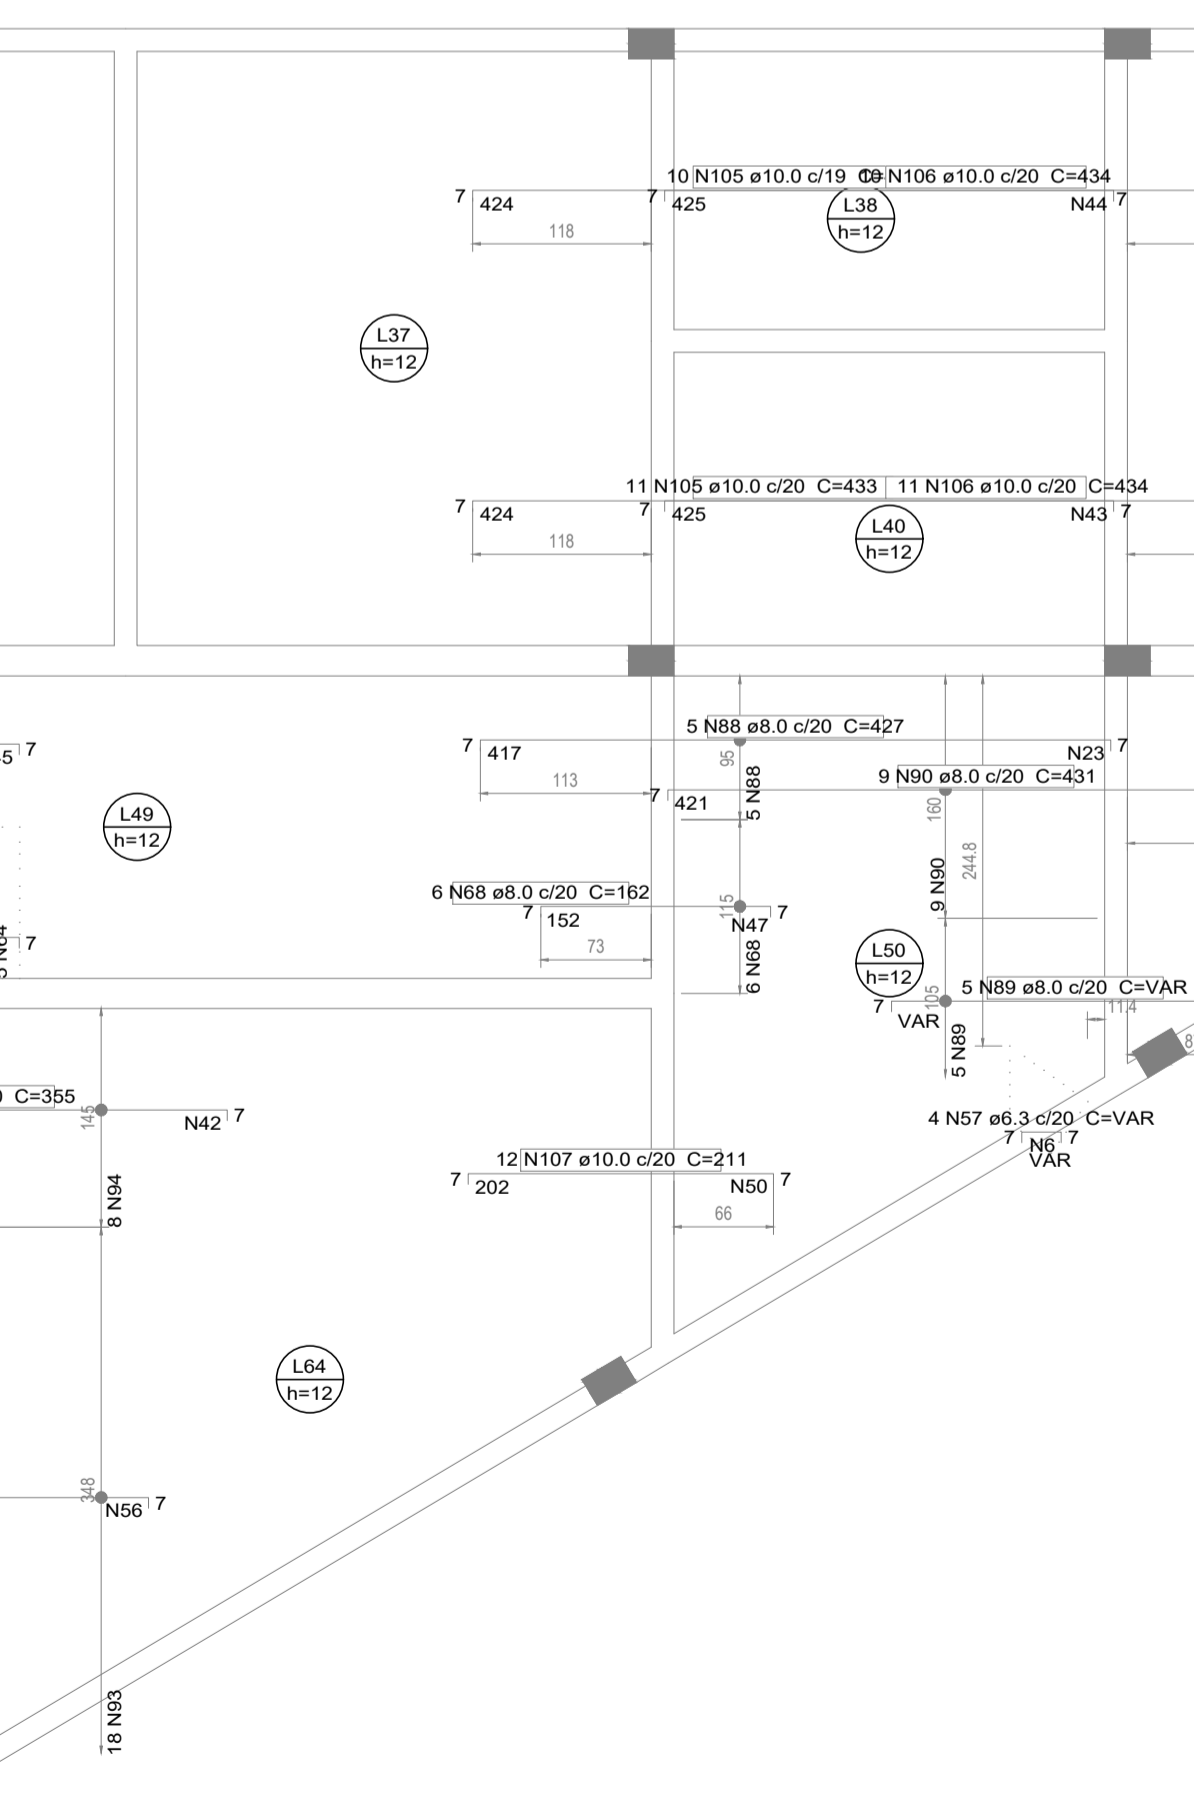 10 N105 ø10.0 c/19
N106 ø10.0 c/20 C=434
7
424
7
425
N44
7
118
L38
h=12
L37
h=12
11 N105 ø10.0 c/20 C=433
11 N106 ø10.0 c/20 C=434
7
424
7
425
N43
7
118
L40
h=12
5 N88 ø8.0 c/20 C=427
5
7
7
417
N23
7
95
5 N88
113
9 N90 ø8.0 c/20 C=431
7
421
160
9 N90
244.8
L49
h=12
6 N68 ø8.0 c/20 C=162
7
152
N47
7
115
6 N68
73
7
L50
h=12
5 N89 ø8.0 c/20 C=VAR
7
VAR
105
5 N89
11.4
8
C=355
145
N42
7
8 N94
4 N57 ø6.3 c/20 C=VAR
7
N6
7
VAR
12 N107 ø10.0 c/20 C=211
7
202
N50
7
66
L64
h=12
348
N56
7
18 N93